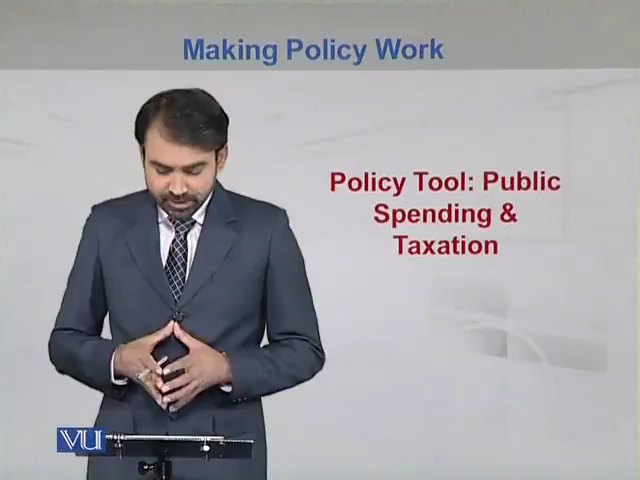 Making Policy Work
Policy Tool: Public
Spending &
Taxation
VU